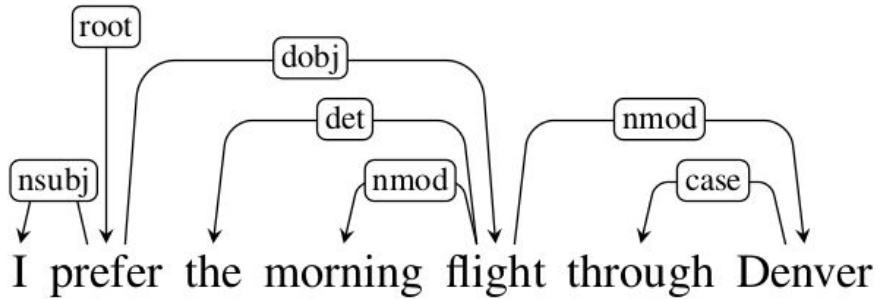 root
dobj
det nmod
nsubj nmod case
I prefer the morning flight through Denver